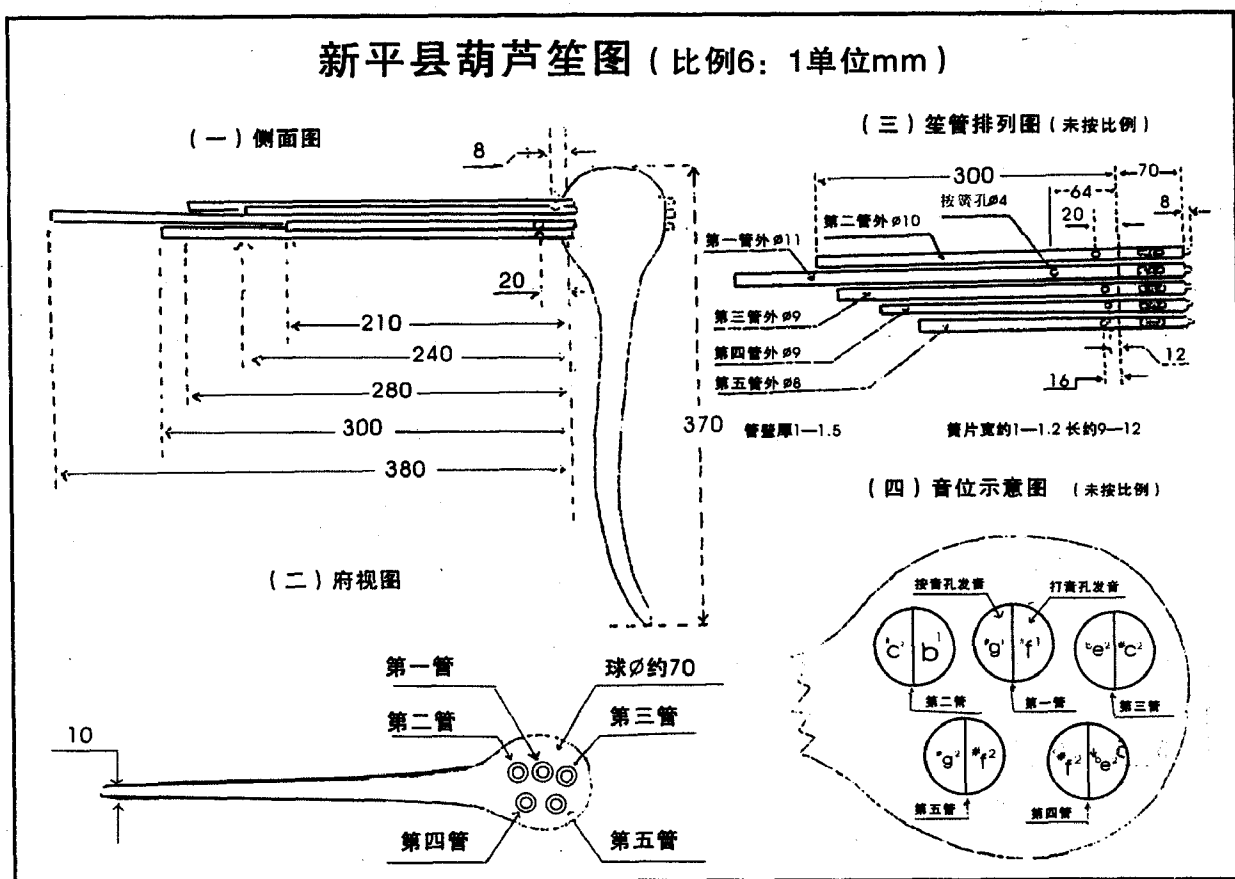 新平县葫芦笙图（比例6：1单位mm）
（一）侧面图
8
20
210
240
280
300
380
370
（二）府视图
第一管
球Ø约70
第二管
第三管
10
第四管
第五管
（三）笙管排列图（未按比例）
300
70
64
按簧孔Ø4
20
8
第二管外Ø10
第一管外Ø11
第三管外Ø9
第四管外Ø9
第五管外Ø8
12
16
管壁厚1—1.5
簧片宽约1—1.2 长约9—12
（四）音位示意图（未按比例）
按音孔发音
打音孔发音
b¹
#f¹
be²
#c²
第二管
第一管
第三管
#g²
#f²
#f²
第五管
第四管